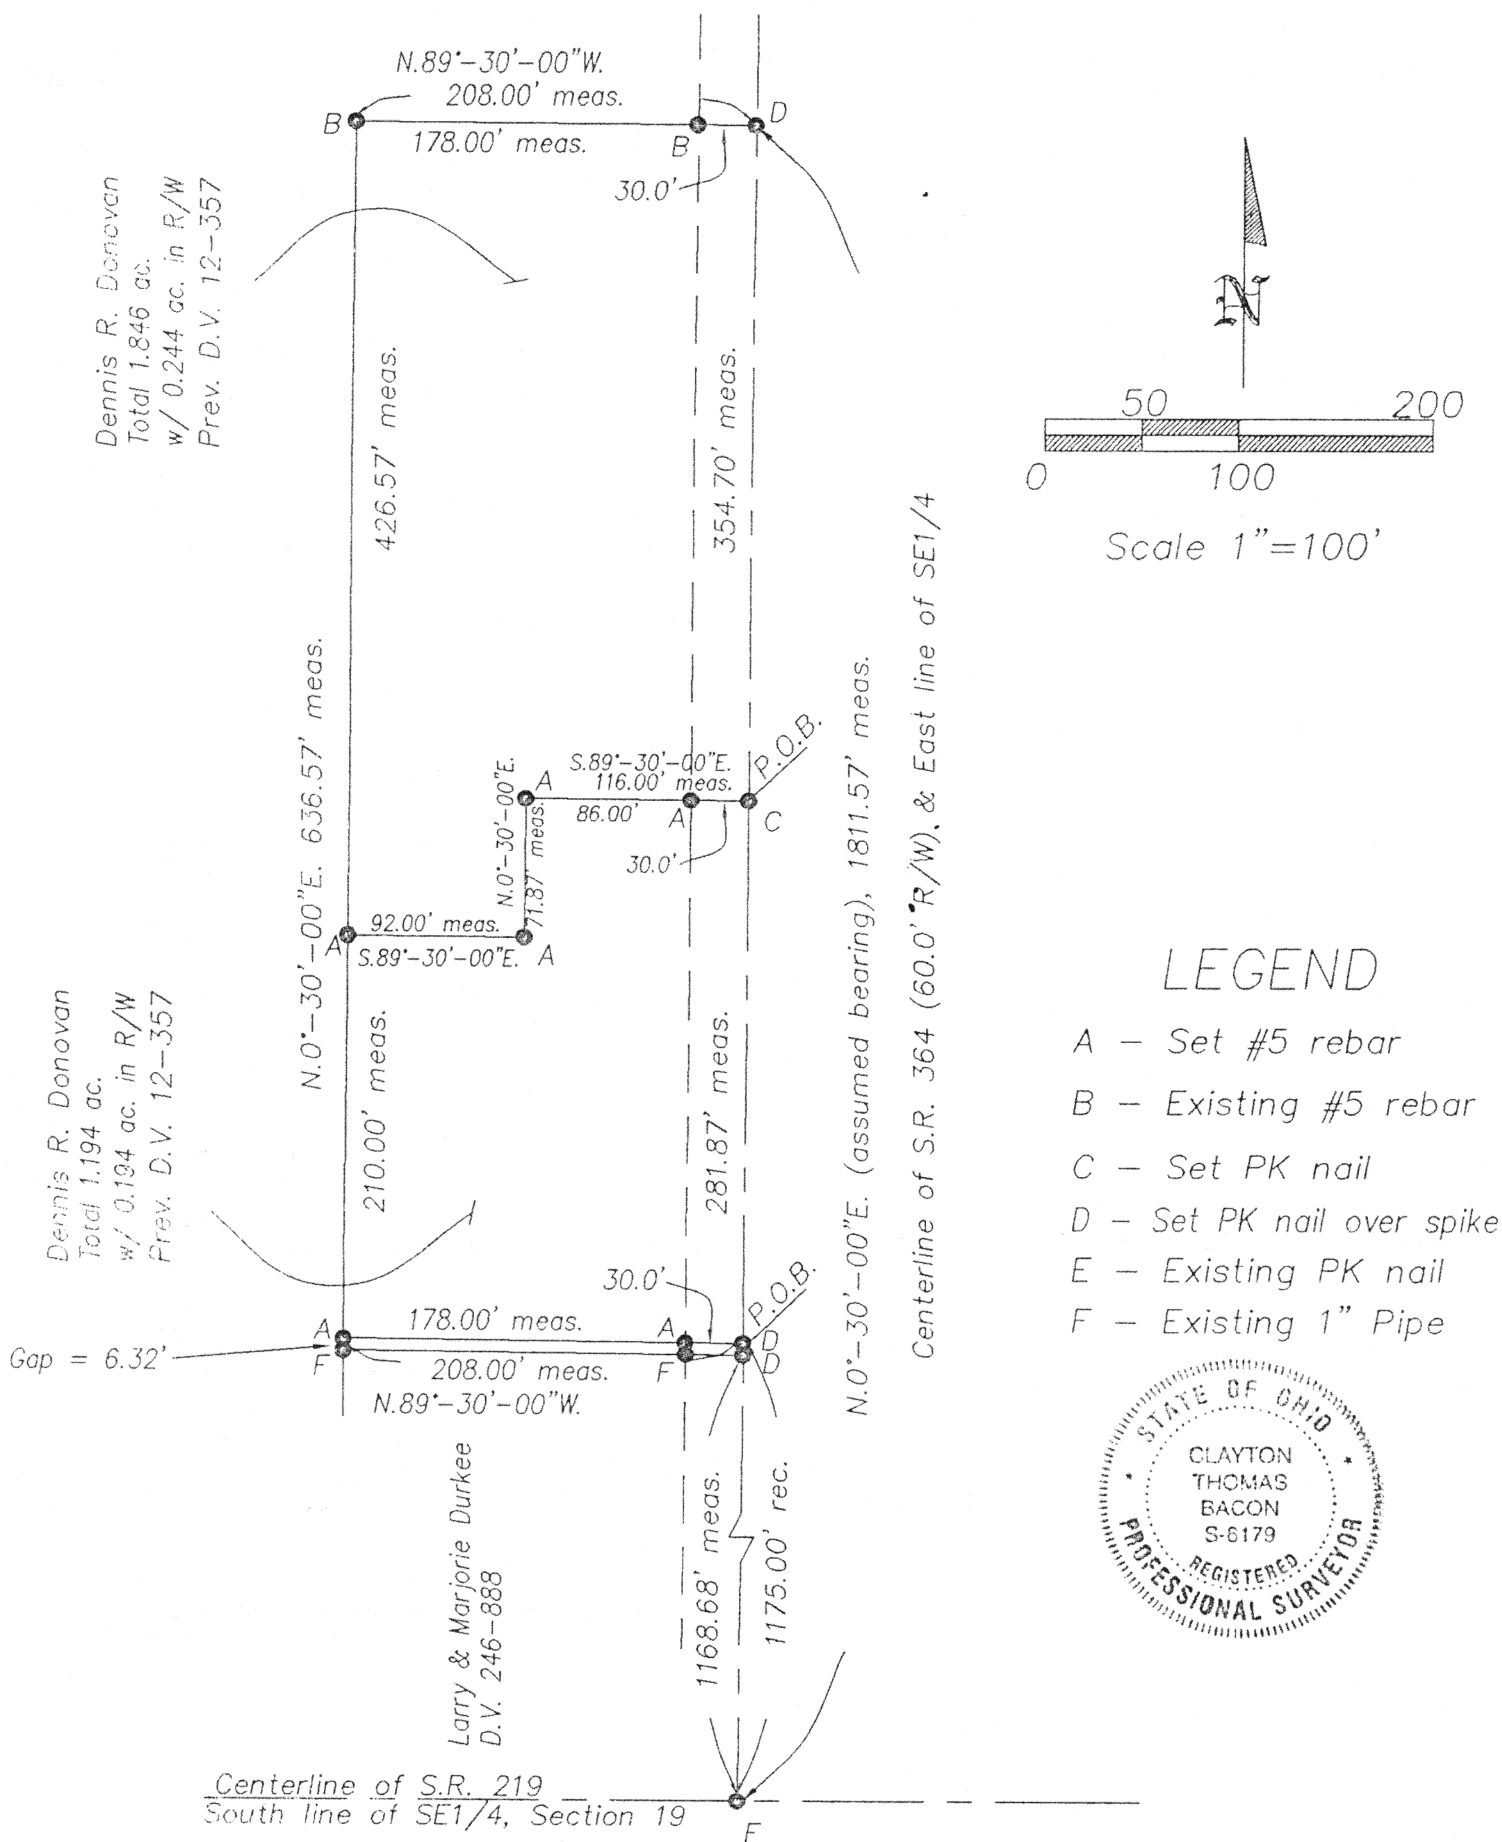 N.89°-30'-00"W.
208.00' meas.
B
178.00' meas.
B
D
30.0'
Dennis R. Donovan
Total 1.846 ac.
w/ 0.244 ac. in R/W
Prev. D.V. 12-357
426.57' meas.
354.70' meas.
N
50
200
0
100
Scale 1"=100'
N.0°-30'-00"E. 636.57' meas.
N.0°-30'-00"E.
71.87' meas.
A
S.89°-30'-00"E.
116.00' meas.
86.00'
A
30.0'
P.O.B.
C
92.00' meas.
A
S.89°-30'-00"E.
A
N.0°-30'-00"E. (assumed bearing), 1811.57' meas.
Centerline of S.R. 364 (60.0' R/W), & East line of SE1/4
Dennis R. Donovan
Total 1.194 ac.
w/ 0.194 ac. in R/W
Prev. D.V. 12-357
210.00' meas.
281.87' meas.
30.0'
P.O.B.
A
178.00' meas.
A
D
Gap = 6.32'
F
208.00' meas.
F
D
N.89°-30'-00"W.
Larry & Marjorie Durkee
D.V. 246-888
1168.68' meas.
1175.00' rec.
Centerline of S.R. 219
South line of SE1/4, Section 19
F
LEGEND
A - Set #5 rebar
B - Existing #5 rebar
C - Set PK nail
D - Set PK nail over spike
E - Existing PK nail
F - Existing 1" Pipe
STATE OF OHIO
CLAYTON
THOMAS
BACON
S-6179
REGISTERED
PROFESSIONAL SURVEYOR